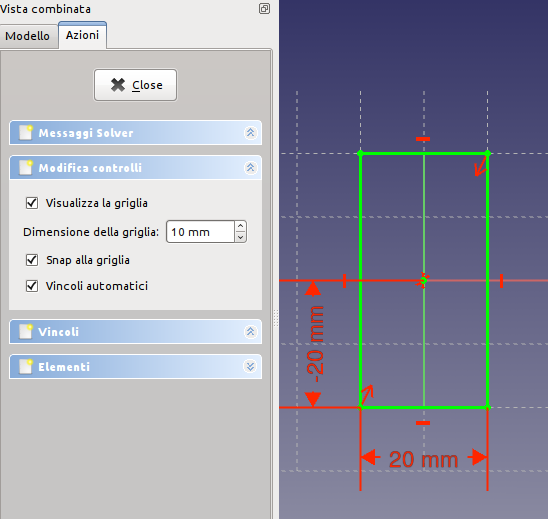 Vista combinata
Modello
Azioni
Close
Messaggi Solver
Modifica controlli
Visualizza la griglia
Dimensione della griglia: 10 mm
Snap alla griglia
Vincoli automatici
Vincoli
Elementi
-20 mm
20 mm